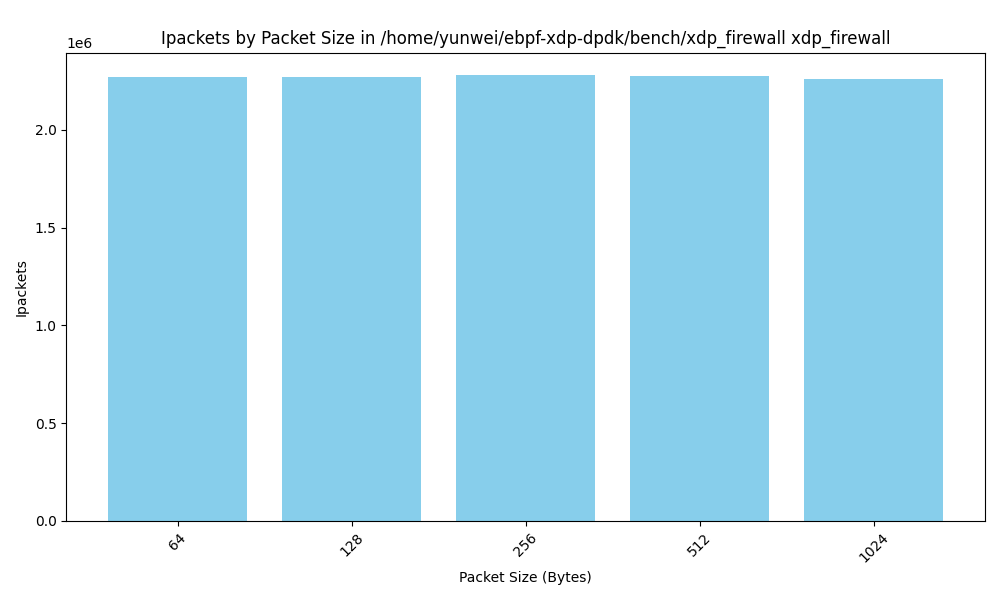 Ipackets by Packet Size in /home/yunwei/ebpf-xdp-dpdk/bench/xdp_firewall xdp_firewall
1e6
2.0
1.5
1.0
0.5
0.0
Ipackets
64
128
256
512
1024
Packet Size (Bytes)